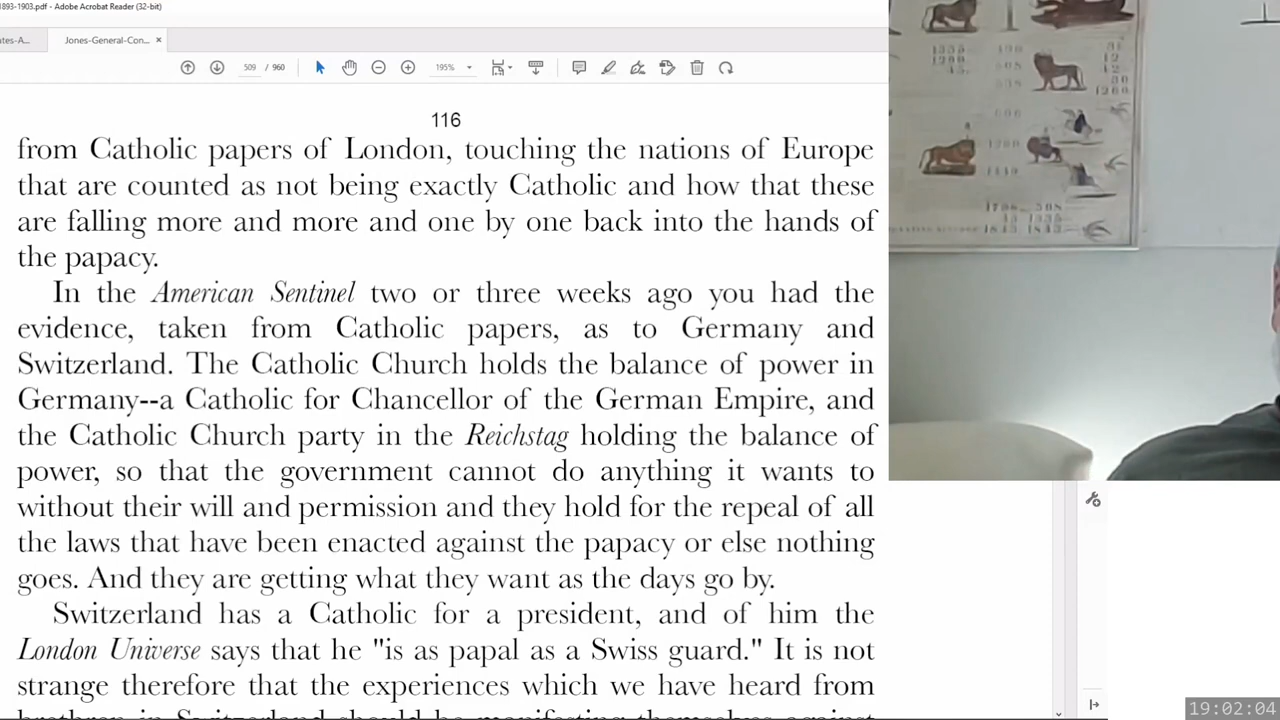 1893-1903.pdf - Adobe Acrobat Reader (32-bit)
tes-A...
Jones-General-Con...
509 / 960
195%
116
from Catholic papers of London, touching the nations of Europe
that are counted as not being exactly Catholic and how that these
are falling more and more and one by one back into the hands of
the papacy.
In the American Sentinel two or three weeks ago you had the
evidence, taken from Catholic papers, as to Germany and
Switzerland. The Catholic Church holds the balance of power in
Germany--a Catholic for Chancellor of the German Empire, and
the Catholic Church party in the Reichstag holding the balance of
power, so that the government cannot do anything it wants to
without their will and permission and they hold for the repeal of all
the laws that have been enacted against the papacy or else nothing
goes. And they are getting what they want as the days go by.
Switzerland has a Catholic for a president, and of him the
London Universe says that he "is as papal as a Swiss guard." It is not
strange therefore that the experiences which we have heard from
brethren in Switzerland should be manifesting themselves against
19:02:04